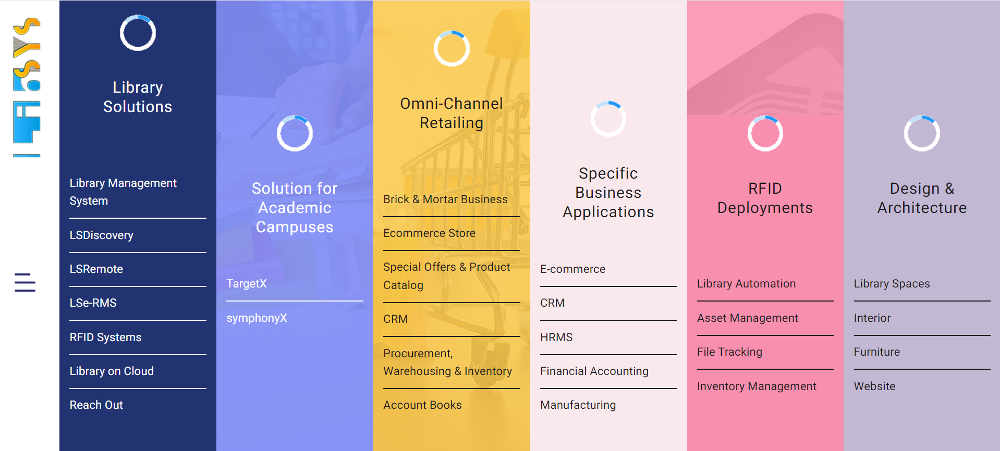 Library
Solutions
Library Management
System
LSDiscovery
LSRemote
LSe-RMS
RFID Systems
Library on Cloud
Reach Out
Solution for
Academic
Campuses
TargetX
symphonyX
Omni-Channel
Retailing
Brick & Mortar Business
Ecommerce Store
Special Offers & Product
Catalog
CRM
Procurement,
Warehousing & Inventory
Account Books
Specific
Business
Applications
E-commerce
CRM
HRMS
Financial Accounting
Manufacturing
RFID
Deployments
Library Automation
Asset Management
File Tracking
Inventory Management
Design &
Architecture
Library Spaces
Interior
Furniture
Website